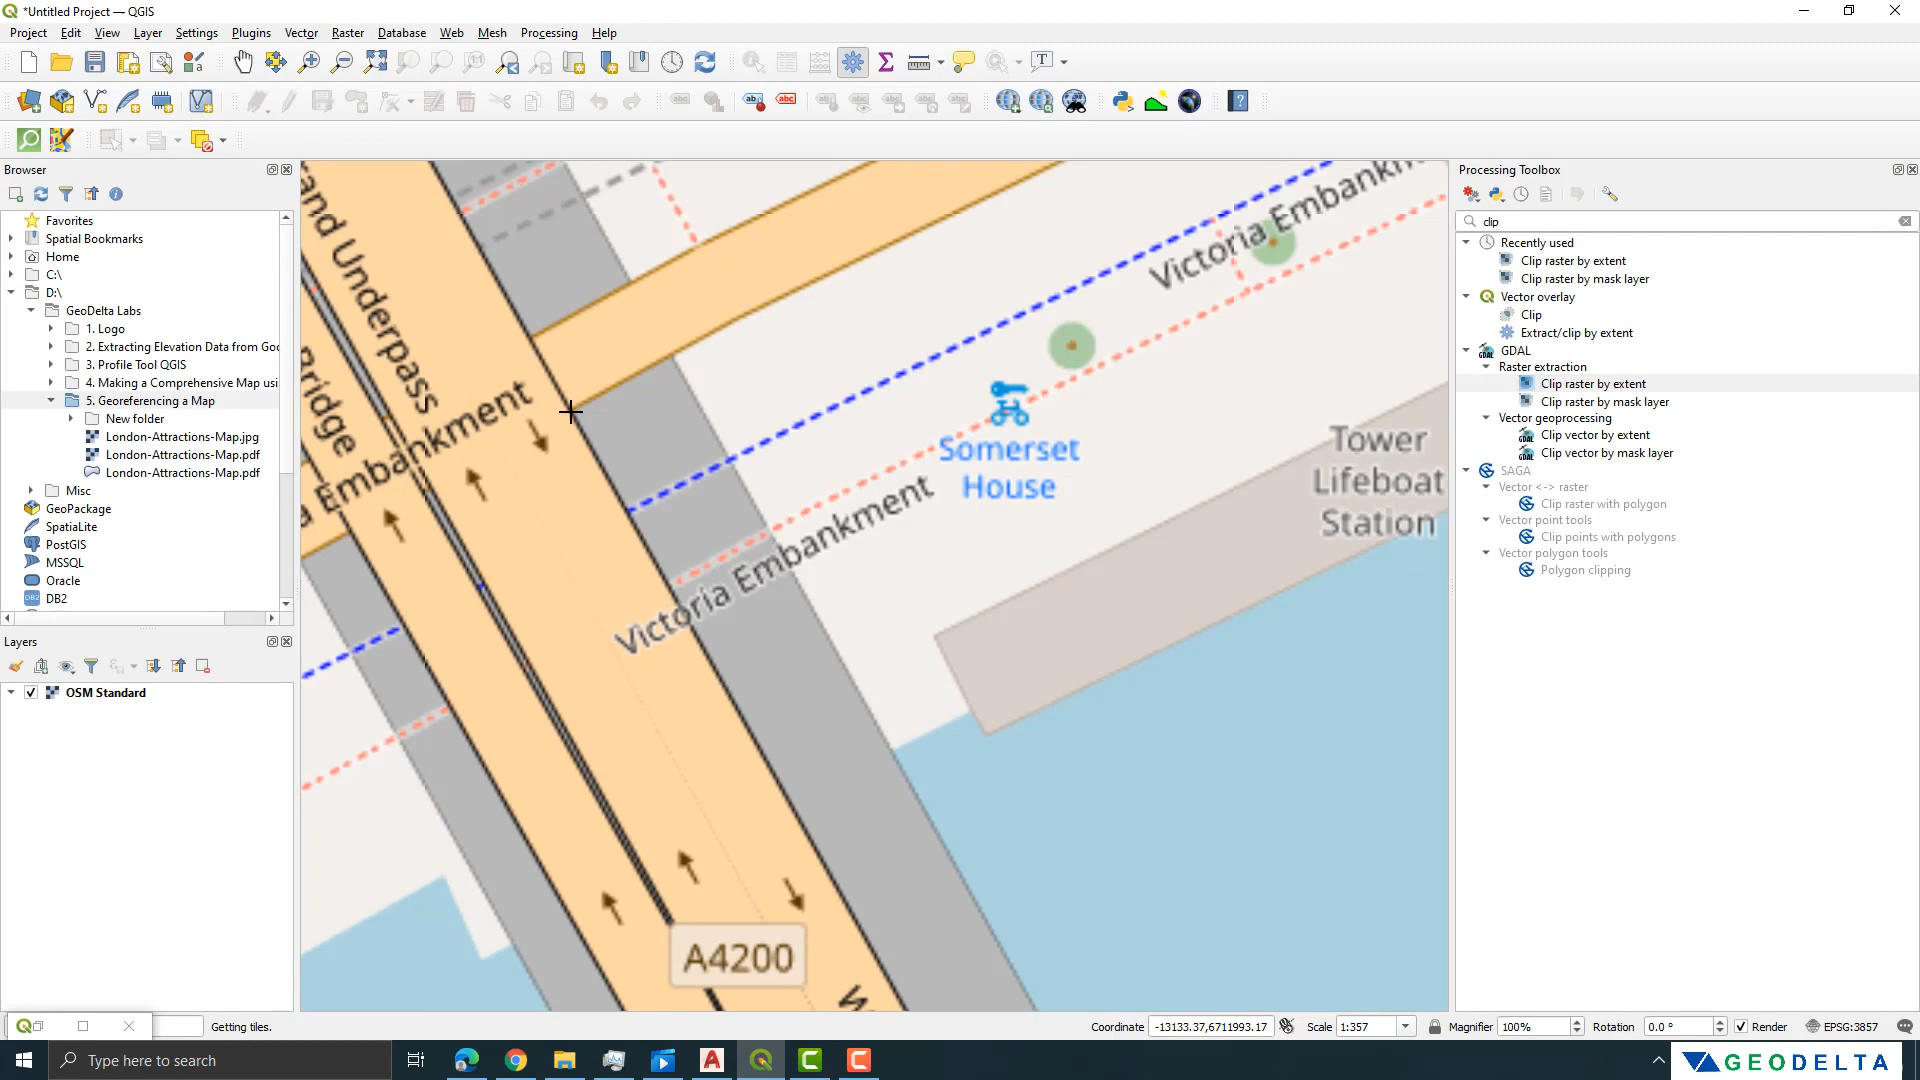 *Untitled Project — QGIS
Project Edit View Layer Settings Plugins Vector Raster Database Web Mesh Processing Help
Browser
Favorites
Spatial Bookmarks
Home
C:\
D:\
GeoDelta Labs
1. Logo
2. Extracting Elevation Data from Goo
3. Profile Tool QGIS
4. Making a Comprehensive Map usi
5. Georeferencing a Map
New folder
London-Attractions-Map.jpg
London-Attractions-Map.pdf
London-Attractions-Map.pdf
Misc
GeoPackage
SpatiaLite
PostGIS
MSSQL
Oracle
DB2
Layers
OSM Standard
and Underpass
Bridge
a Embankment
Victoria Embankm
Victoria Embankment
Somerset
House
Tower
Lifeboat
Station
A4200
W
Processing Toolbox
clip
Recently used
Clip raster by extent
Clip raster by mask layer
Vector overlay
Clip
Extract/clip by extent
GDAL
Raster extraction
Clip raster by extent
Clip raster by mask layer
Vector geoprocessing
Clip vector by extent
Clip vector by mask layer
SAGA
Vector <-> raster
Clip raster with polygon
Vector point tools
Clip points with polygons
Vector polygon tools
Polygon clipping
Getting tiles.
Coordinate -13133.37,6711993.17 Scale 1:357 Magnifier 100% Rotation 0.0 ° Render EPSG:3857
Type here to search
GEODELTA